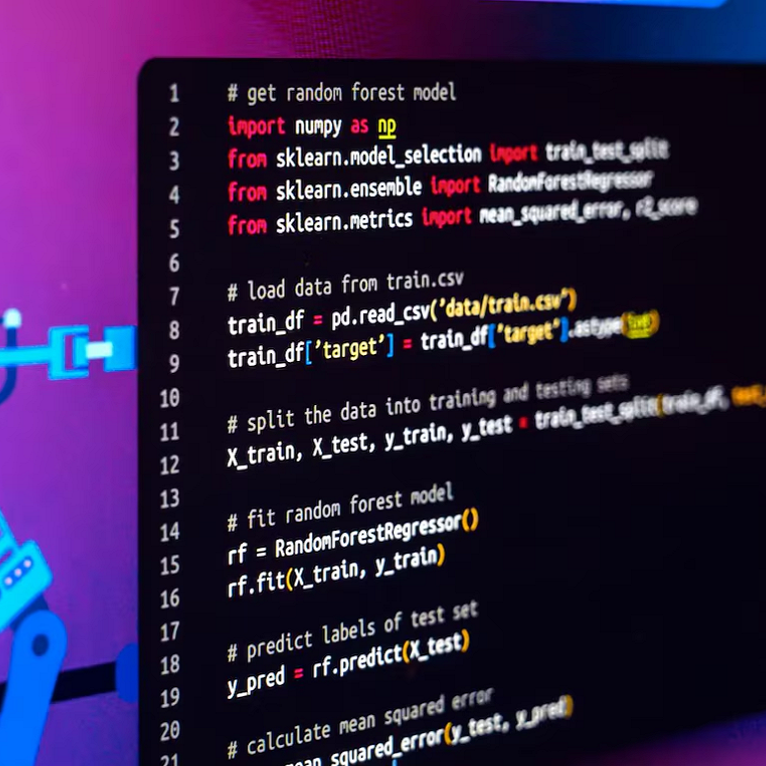 1 # get random forest model
2 import numpy as np
3 from sklearn.model_selection import train_test_split
4 from sklearn.ensemble import RandomForestRegressor
5 from sklearn.metrics import mean_squared_error, r2_score
6
7 # load data from train.csv
8 train_df = pd.read_csv('data/train.csv')
9 train_df['target'] = train_df['target'].astype(int)
10
11 # split the data into training and testing sets
12 X_train, X_test, y_train, y_test = train_test_split(train_df,
13
14 # fit random forest model
15 rf = RandomForestRegressor()
16 rf.fit(X_train, y_train)
17
18 # predict labels of test set
19 y_pred = rf.predict(X_test)
20
21 # calculate mean squared error
mean_squared_error(y_test, y_pred)